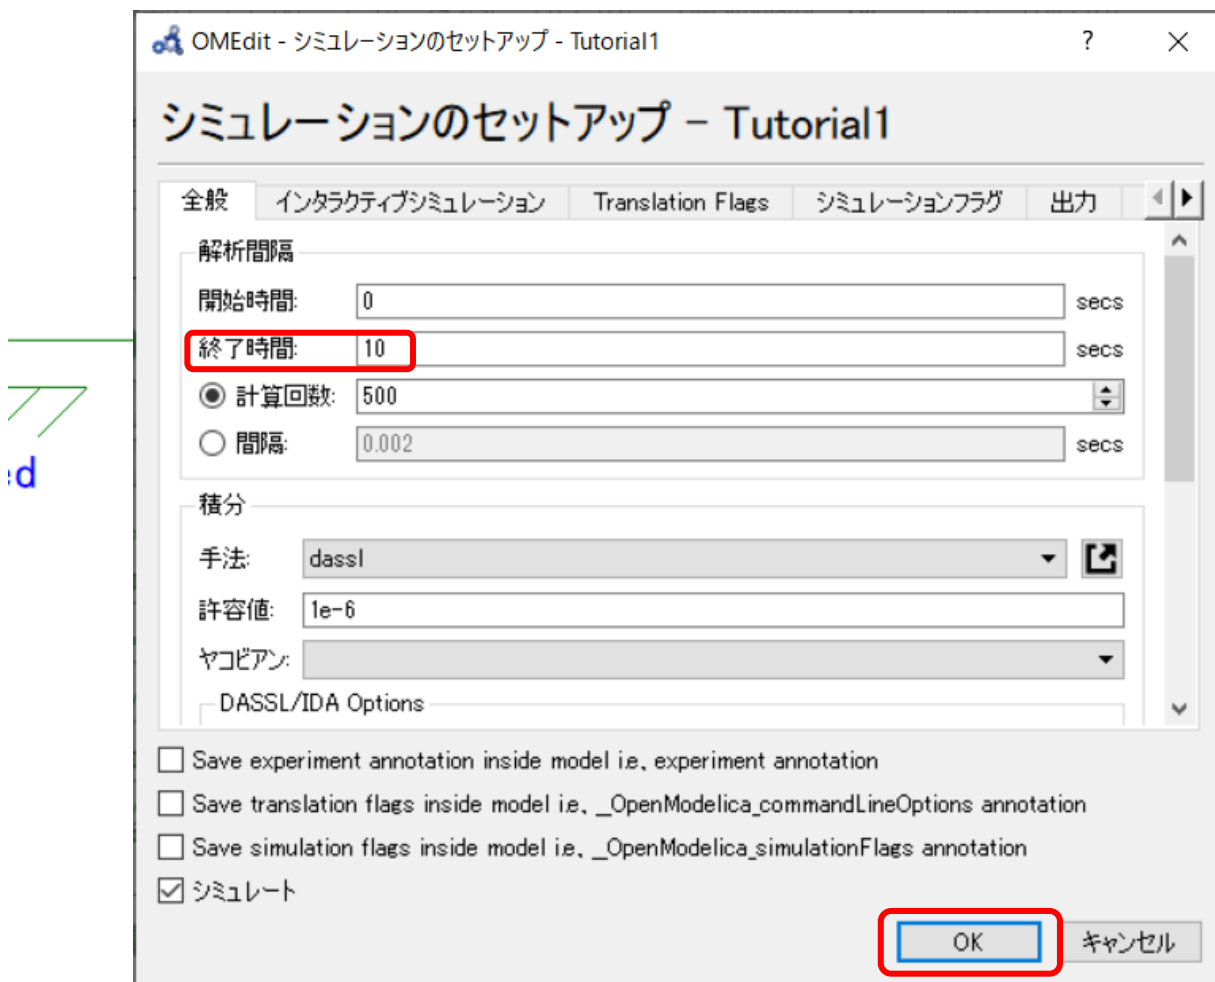 OMEdit - シミュレーションのセットアップ - Tutorial1 ?
シミュレーションのセットアップ - Tutorial1
全般 インタラクティブシミュレーション Translation Flags シミュレーションフラグ 出力
解析間隔
開始時間: 0 secs
終了時間: 10 secs
計算回数: 500
間隔: 0.002 secs
ed
積分
手法: dassl
許容値: 1e-6
ヤコビアン:
DASSL/IDA Options
Save experiment annotation inside model i.e, experiment annotation
Save translation flags inside model i.e, _OpenModelica_commandLineOptions annotation
Save simulation flags inside model i.e, _OpenModelica_simulationFlags annotation
シミュレート
OK キャンセル